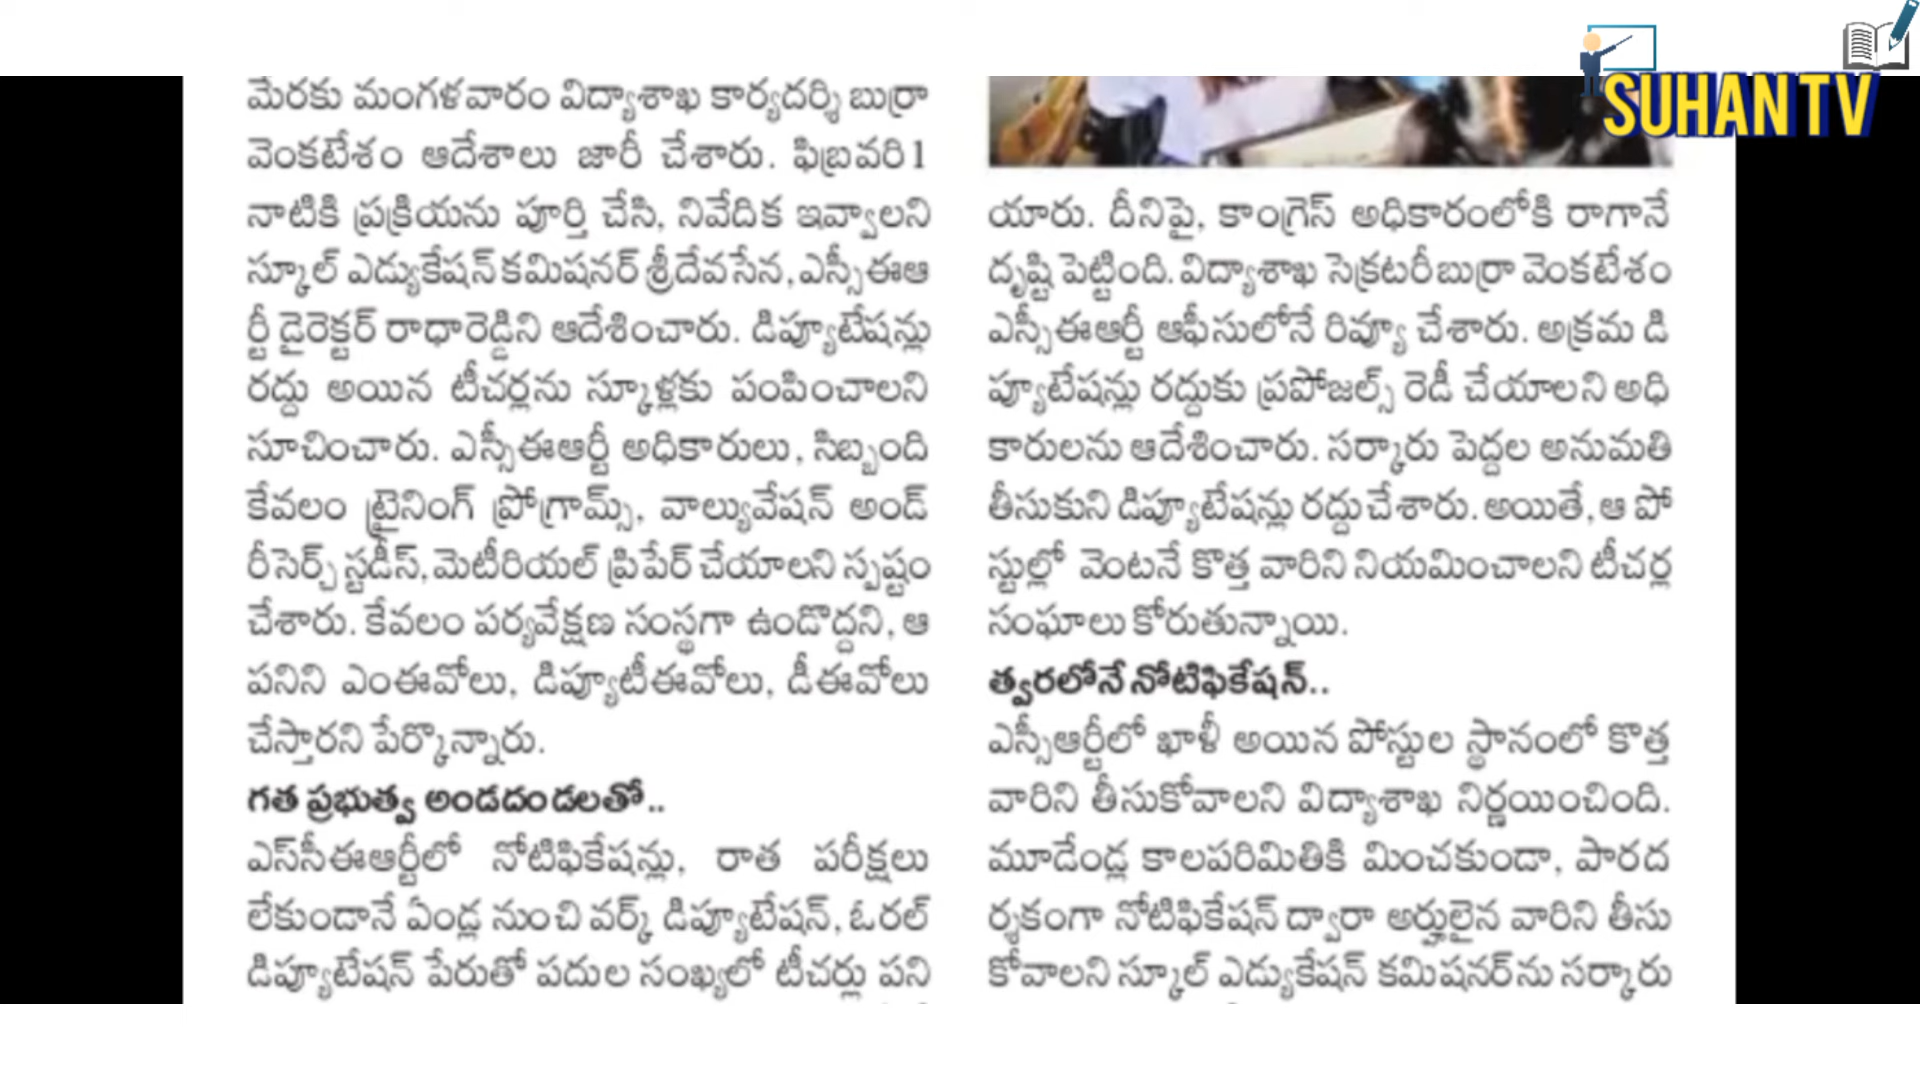 SUHAN TV
మేరకు మంగళవారం విద్యాశాఖ కార్యదర్శి బుర్రా
వెంకటేశం ఆదేశాలు జారీ చేశారు. ఫిబ్రవరి 1
నాటికి ప్రక్రియను పూర్తి చేసి, నివేదిక ఇవ్వాలని
స్కూల్ ఎడ్యుకేషన్ కమిషనర్ శ్రీదేవసేన, ఎస్సీఈఆ
ర్టీ డైరెక్టర్ రాధారెడ్డిని ఆదేశించారు. డిప్యూటేషన్లు
రద్దు అయిన టీచర్లను స్కూళ్లకు పంపించాలని
సూచించారు. ఎస్సీఈఆర్టీ అధికారులు, సిబ్బంది
కేవలం ట్రైనింగ్ ప్రోగ్రామ్స్, వాల్యువేషన్ అండ్
రీసెర్చ్ స్టడీస్, మెటీరియల్ ప్రిపేర్ చేయాలని స్పష్టం
చేశారు. కేవలం పర్యవేక్షణ సంస్థగా ఉండొద్దని, ఆ
పనిని ఎంఈవోలు, డిప్యూటీఈవోలు, డీఈవోలు
చేస్తారని పేర్కొన్నారు.
గత ప్రభుత్వ అండదండలతో..
ఎస్‌సీఈఆర్టీలో నోటిఫికేషన్లు, రాత పరీక్షలు
లేకుండానే ఏండ్ల నుంచి వర్క్ డిప్యూటేషన్, ఓరల్
డిప్యూటేషన్ పేరుతో పదుల సంఖ్యలో టీచర్లు పని
యారు. దీనిపై, కాంగ్రెస్ అధికారంలోకి రాగానే
దృష్టి పెట్టింది. విద్యాశాఖ సెక్రటరీ బుర్రా వెంకటేశం
ఎస్సీఈఆర్టీ ఆఫీసులోనే రివ్యూ చేశారు. అక్రమ డి
ప్యూటేషన్లు రద్దుకు ప్రపోజల్స్ రెడీ చేయాలని అధి
కారులను ఆదేశించారు. సర్కారు పెద్దల అనుమతి
తీసుకుని డిప్యూటేషన్లు రద్దుచేశారు. అయితే, ఆ పో
స్టుల్లో వెంటనే కొత్త వారిని నియమించాలని టీచర్ల
సంఘాలు కోరుతున్నాయి.
త్వరలోనే నోటిఫికేషన్..
ఎస్సీఆర్టీలో ఖాళీ అయిన పోస్టుల స్థానంలో కొత్త
వారిని తీసుకోవాలని విద్యాశాఖ నిర్ణయించింది.
మూడేండ్ల కాలపరిమితికి మించకుండా, పారద
ర్శకంగా నోటిఫికేషన్ ద్వారా అర్హులైన వారిని తీసు
కోవాలని స్కూల్ ఎడ్యుకేషన్ కమిషనర్‌ను సర్కారు